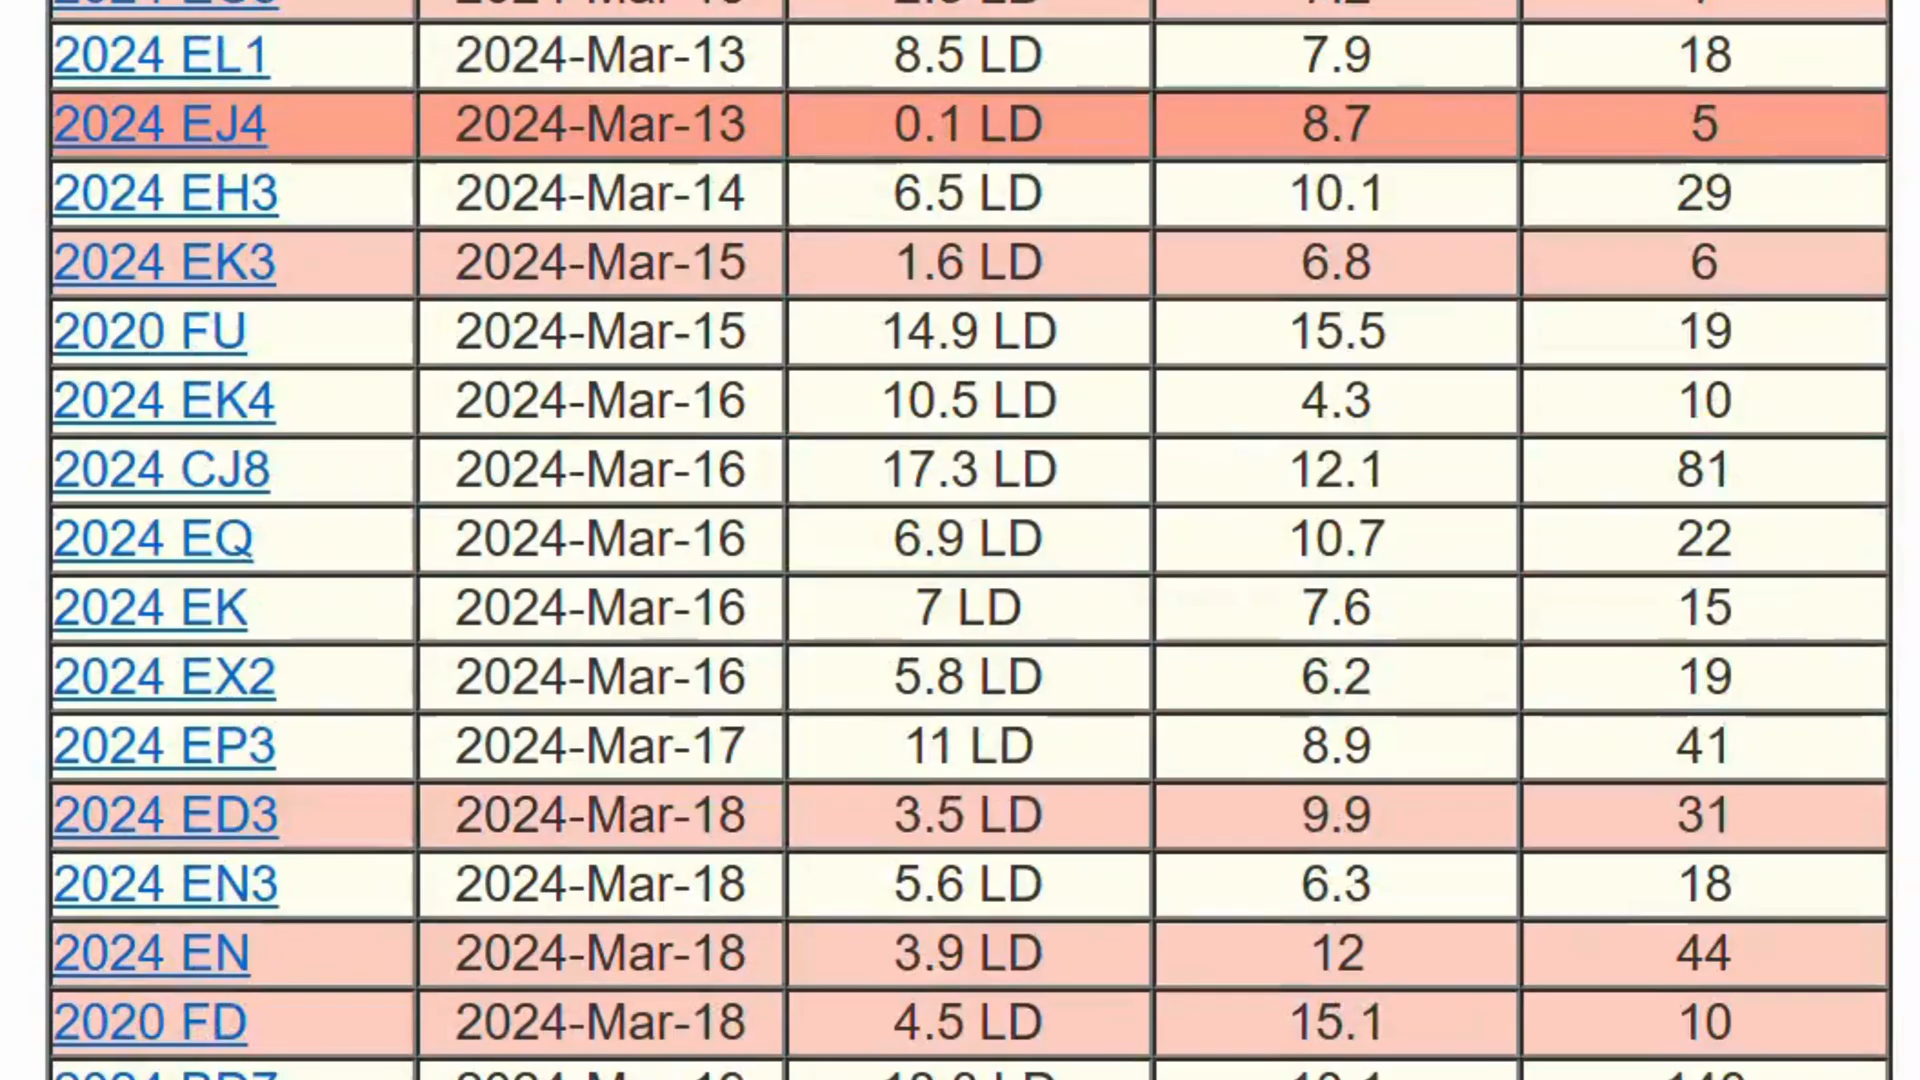 2024 EL1 2024-Mar-13 8.5 LD 7.9 18
2024 EJ4 2024-Mar-13 0.1 LD 8.7 5
2024 EH3 2024-Mar-14 6.5 LD 10.1 29
2024 EK3 2024-Mar-15 1.6 LD 6.8 6
2020 FU 2024-Mar-15 14.9 LD 15.5 19
2024 EK4 2024-Mar-16 10.5 LD 4.3 10
2024 CJ8 2024-Mar-16 17.3 LD 12.1 81
2024 EQ 2024-Mar-16 6.9 LD 10.7 22
2024 EK 2024-Mar-16 7 LD 7.6 15
2024 EX2 2024-Mar-16 5.8 LD 6.2 19
2024 EP3 2024-Mar-17 11 LD 8.9 41
2024 ED3 2024-Mar-18 3.5 LD 9.9 31
2024 EN3 2024-Mar-18 5.6 LD 6.3 18
2024 EN 2024-Mar-18 3.9 LD 12 44
2020 FD 2024-Mar-18 4.5 LD 15.1 10